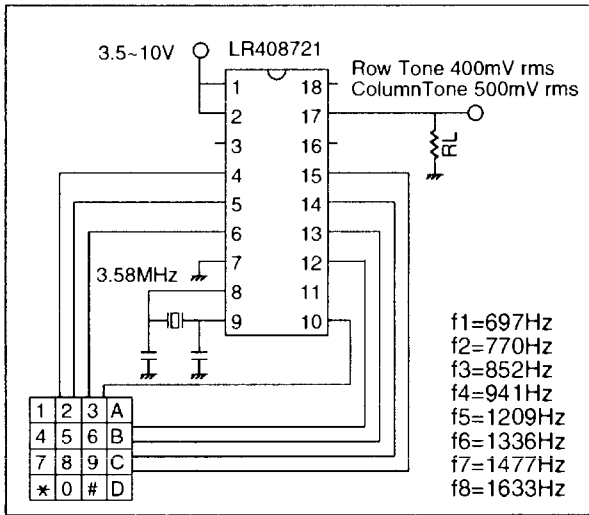 3.5~10V
LR408721
Row Tone 400mV rms
ColumnTone 500mV rms
1 18
2 17
3 16
4 15
5 14
6 13
7 12
8 11
9 10
RL
3.58MHz
f1=697Hz
f2=770Hz
f3=852Hz
f4=941Hz
f5=1209Hz
f6=1336Hz
f7=1477Hz
f8=1633Hz
1 2 3 A
4 5 6 B
7 8 9 C
* 0 # D